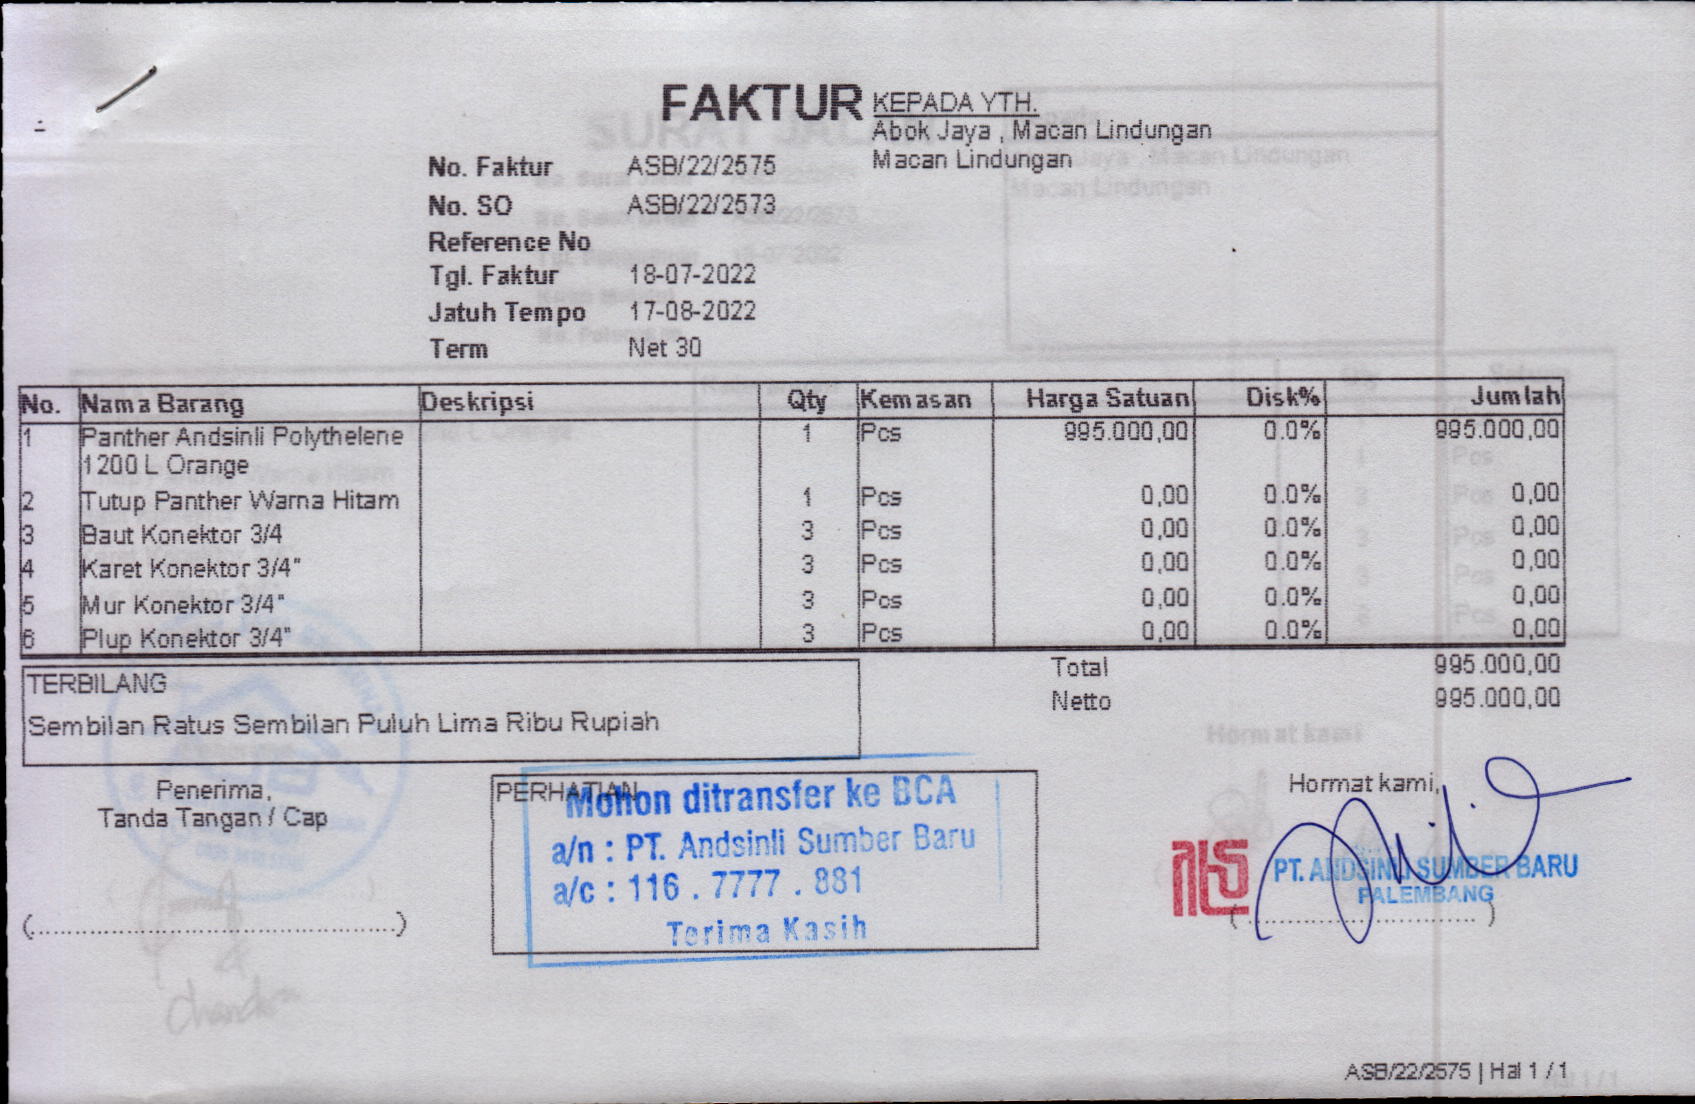 FAKTUR
KEPADA YTH.
Abok Jaya , Macan Lindungan
Macan Lindungan
No. Faktur ASB/22/2575
No. SO ASB/22/2573
Reference No
Tgl. Faktur 18-07-2022
Jatuh Tempo 17-08-2022
Term Net 30
No. Nama Barang Deskripsi Qty Kemasan Harga Satuan Disk% Jumlah
1 Panther Andsinli Polythelene 1 Pcs 995.000,00 0.0% 995.000,00
1200 L Orange
2 Tutup Panther Warna Hitam 1 Pcs 0,00 0.0% 0,00
3 Baut Konektor 3/4 3 Pcs 0,00 0.0% 0,00
4 Karet Konektor 3/4" 3 Pcs 0,00 0.0% 0,00
5 Mur Konektor 3/4" 3 Pcs 0,00 0.0% 0,00
6 Plup Konektor 3/4" 3 Pcs 0,00 0.0% 0,00
Total 995.000,00
Netto 995.000,00
TERBILANG
Sembilan Ratus Sembilan Puluh Lima Ribu Rupiah
Penerima,
Tanda Tangan / Cap
(........................................)
PERHATIAN
Mohon ditransfer ke BCA
a/n : PT. Andsinli Sumber Baru
a/c : 116 . 7777 . 881
Terima Kasih
Hormat kami,
PT. ANDSINLI SUMBER BARU
PALEMBANG
(........................................)
ASB/22/2575 | Hal 1 / 1